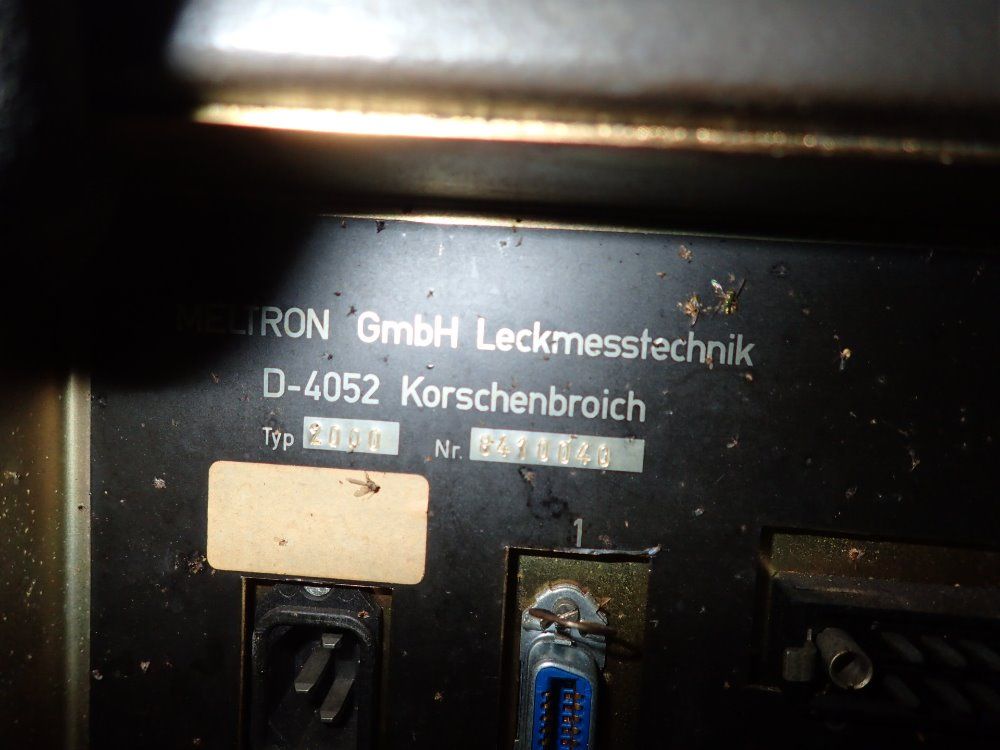 MELTRON GmbH Leckmesstechnik
D-4052 Korschenbroich
Typ 2000 Nr. 8410040
1